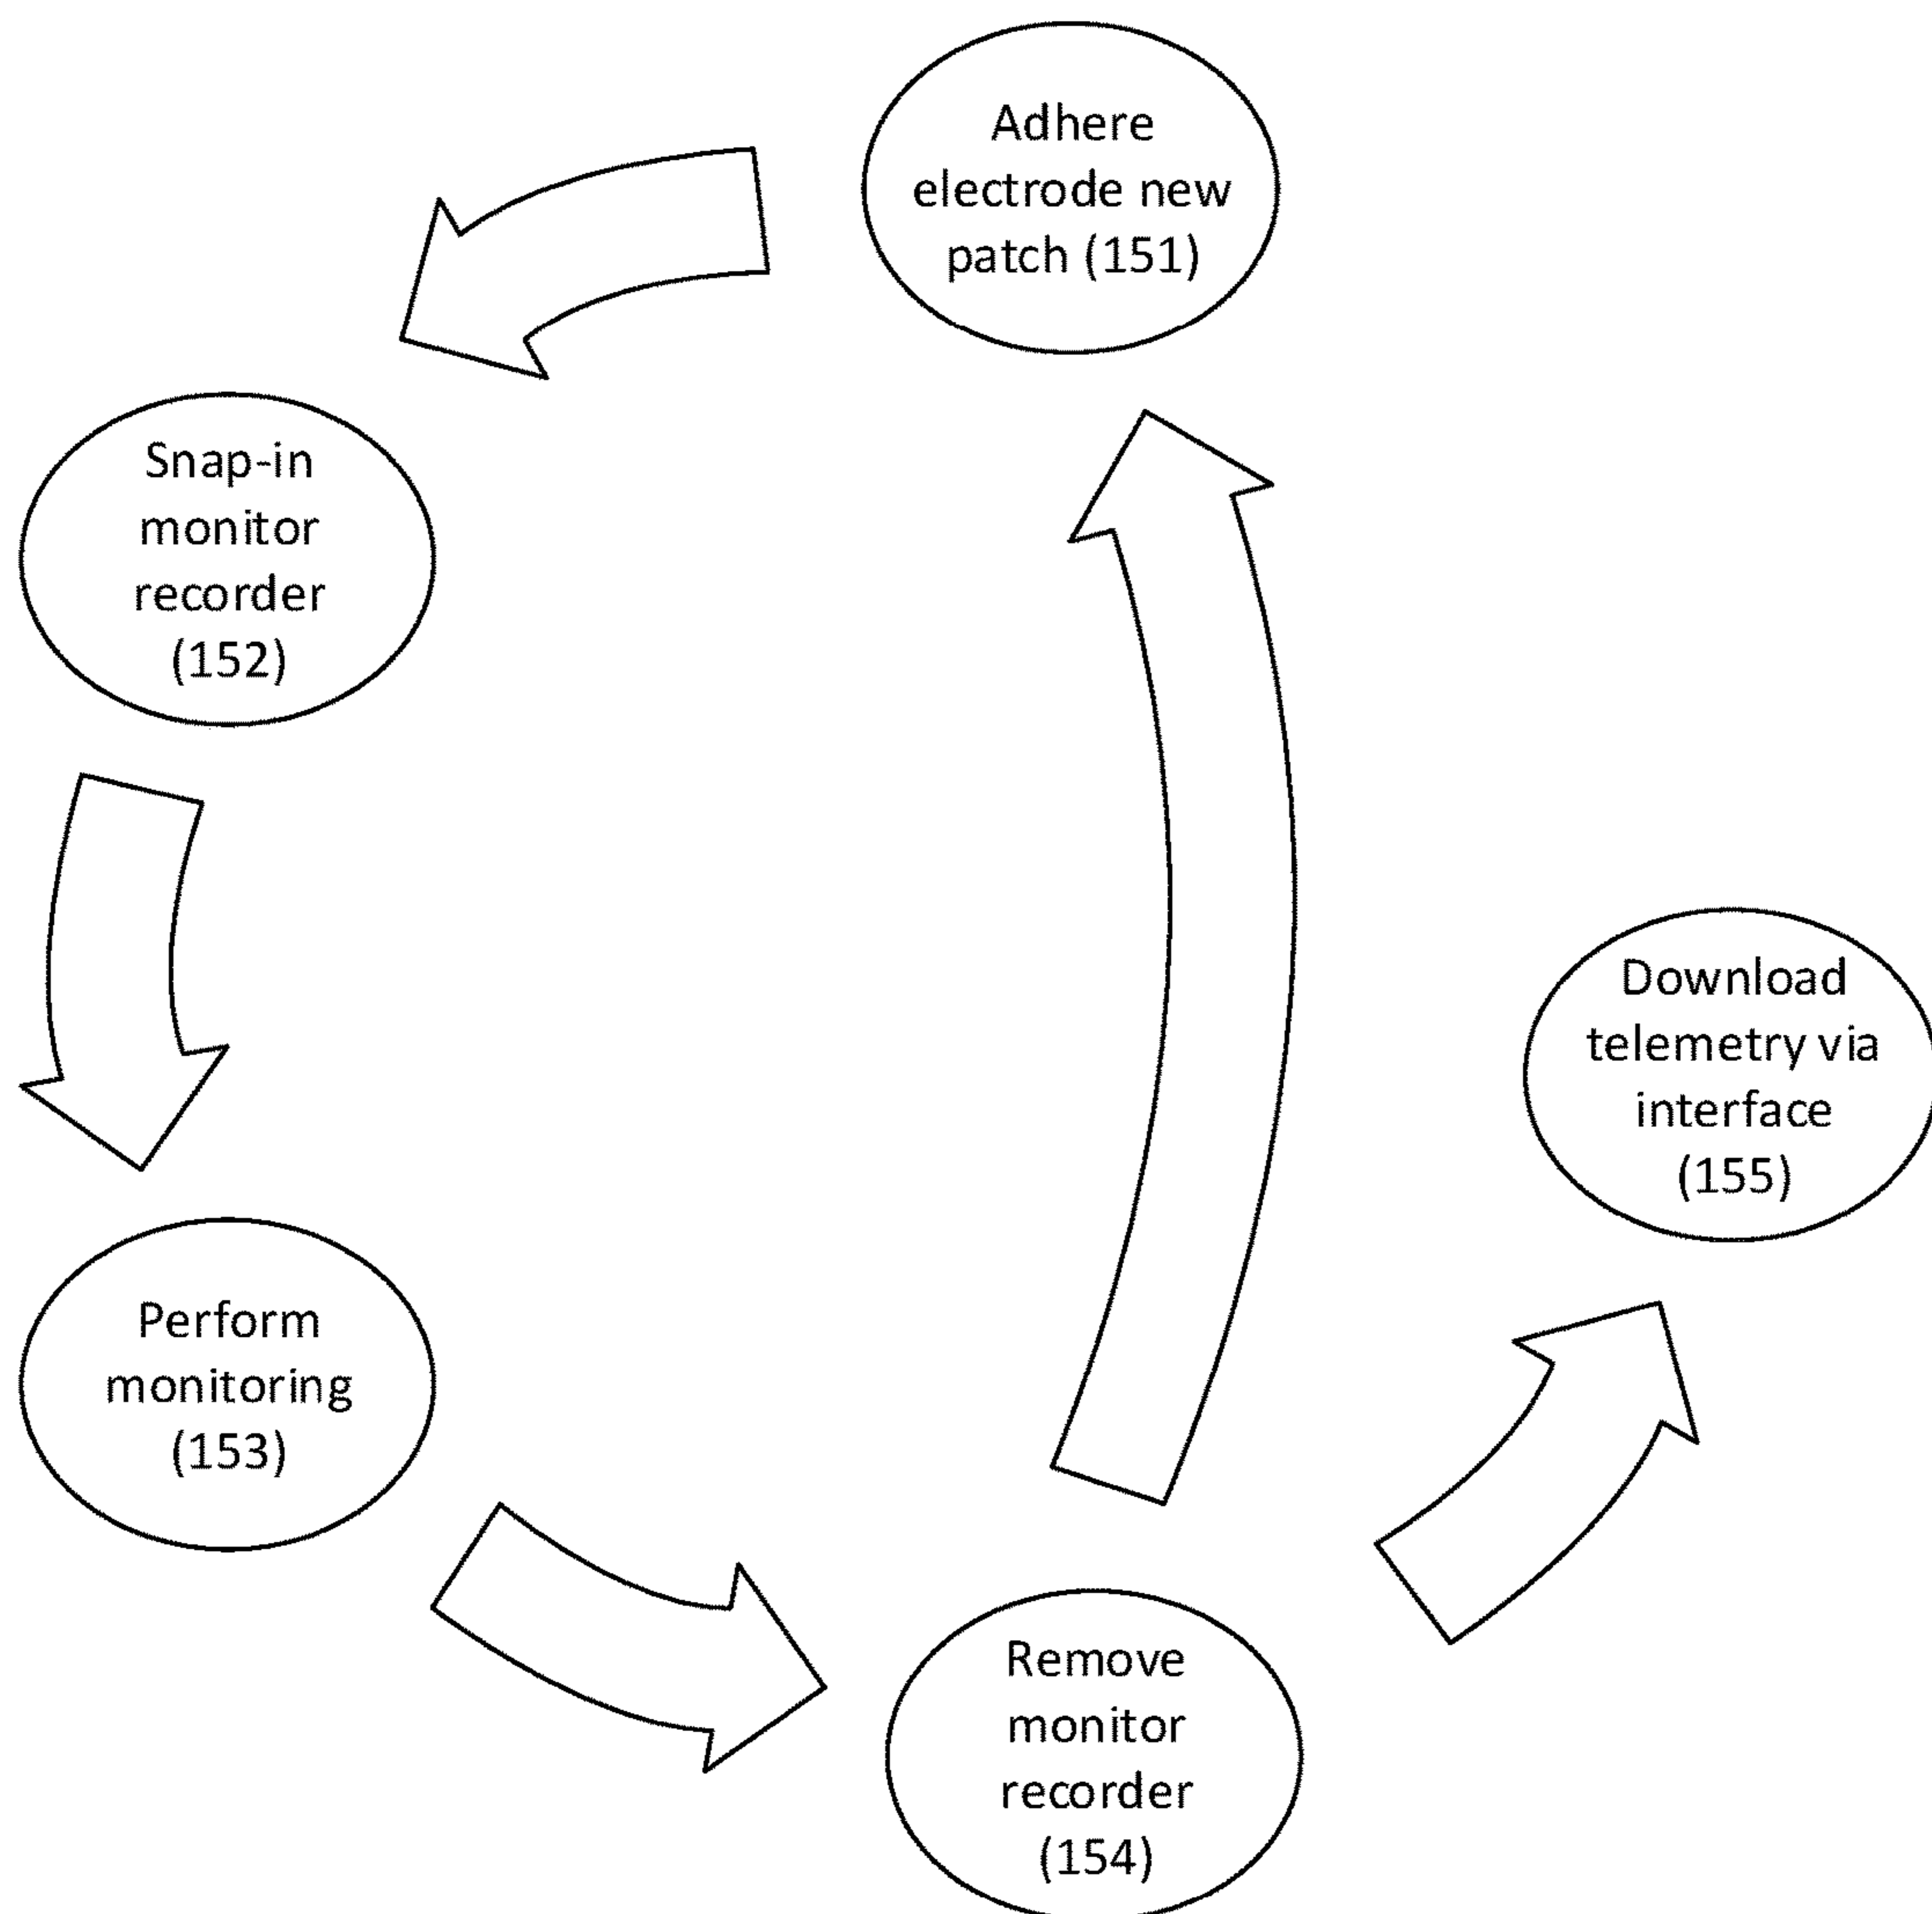 Adhere
electrode new
patch (151)
Snap-in
monitor
recorder
(152)
Perform
monitoring
(153)
Remove
monitor
recorder
(154)
Download
telemetry via
interface
(155)